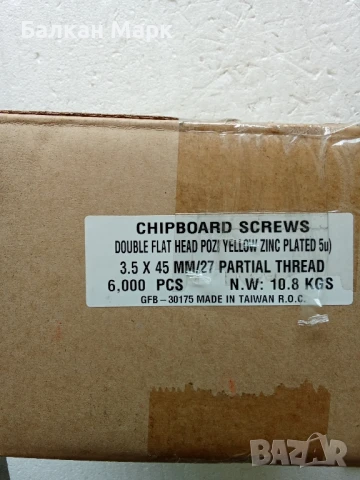 Балкан Марк
CHIPBOARD SCREWS
DOUBLE FLAT HEAD POZI YELLOW ZINC PLATED 5u)
3.5 X 45 MM/27 PARTIAL THREAD
6,000 PCS N.W: 10.8 KGS
GFB-30175 MADE IN TAIWAN R.O.C.
BAZAR